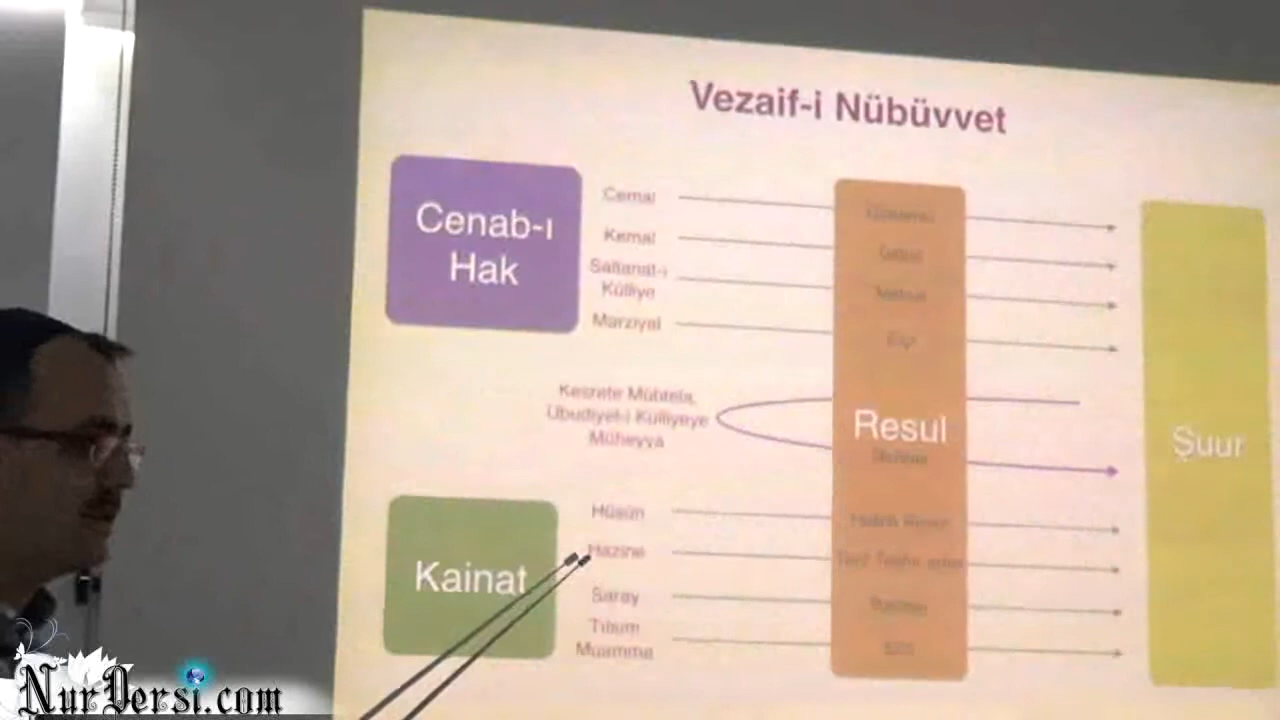 Vezaif-i Nübüvvet
Cenab-ı
Hak
Cemal
Kemal
Saltanat-ı
Külliye
Marziyat
Kesrete Mübtela,
Ubudiyet-i Külliyeye
Müheyya
Resul
Şuur
Kainat
Hüsün
Hazine
Saray
Tılsım
Muamma
Elçi
NurDersi.com